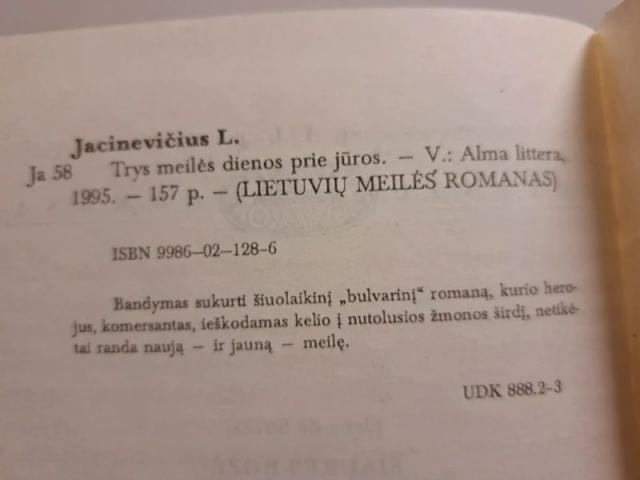 Jacinevičius L.
Ja 58 Trys meilės dienos prie jūros. — V.: Alma littera,
1995. — 157 p. — (LIETUVIŲ MEILĖS ROMANAS)
ISBN 9986—02—128—6
Bandymas sukurti šiuolaikinį „bulvarinį“ romaną, kurio hero-
jus, komersantas, ieškodamas kelio į nutolusios žmonos širdį, netikė-
tai randa naują — ir jauną — meilę.
UDK 888.2-3